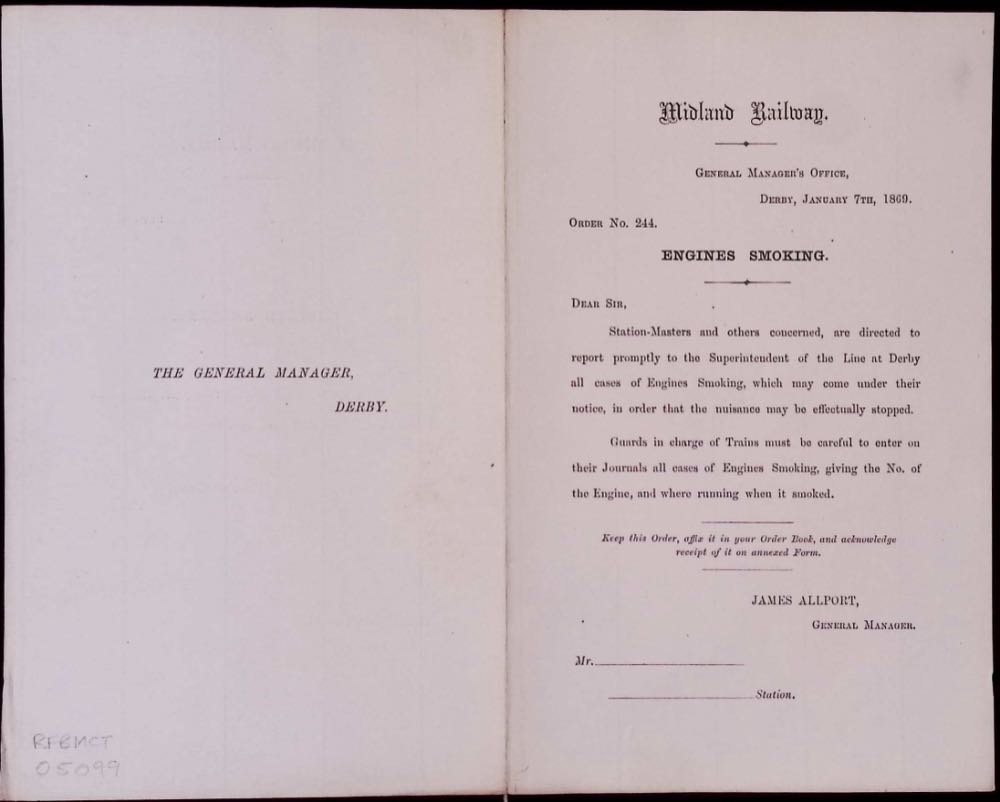 THE GENERAL MANAGER,
DERBY.
RFBMCT
05099
Midland Railway.
GENERAL MANAGER'S OFFICE,
DERBY, JANUARY 7TH, 1869.
ORDER No. 244.
ENGINES SMOKING.
DEAR SIR,
Station-Masters and others concerned, are directed to
report promptly to the Superintendent of the Line at Derby
all cases of Engines Smoking, which may come under their
notice, in order that the nuisance may be effectually stopped.
Guards in charge of Trains must be careful to enter on
their Journals all cases of Engines Smoking, giving the No. of
the Engine, and where running when it smoked.
Keep this Order, affix it in your Order Book, and acknowledge
receipt of it on annexed Form.
JAMES ALLPORT,
GENERAL MANAGER.
Mr.
Station.